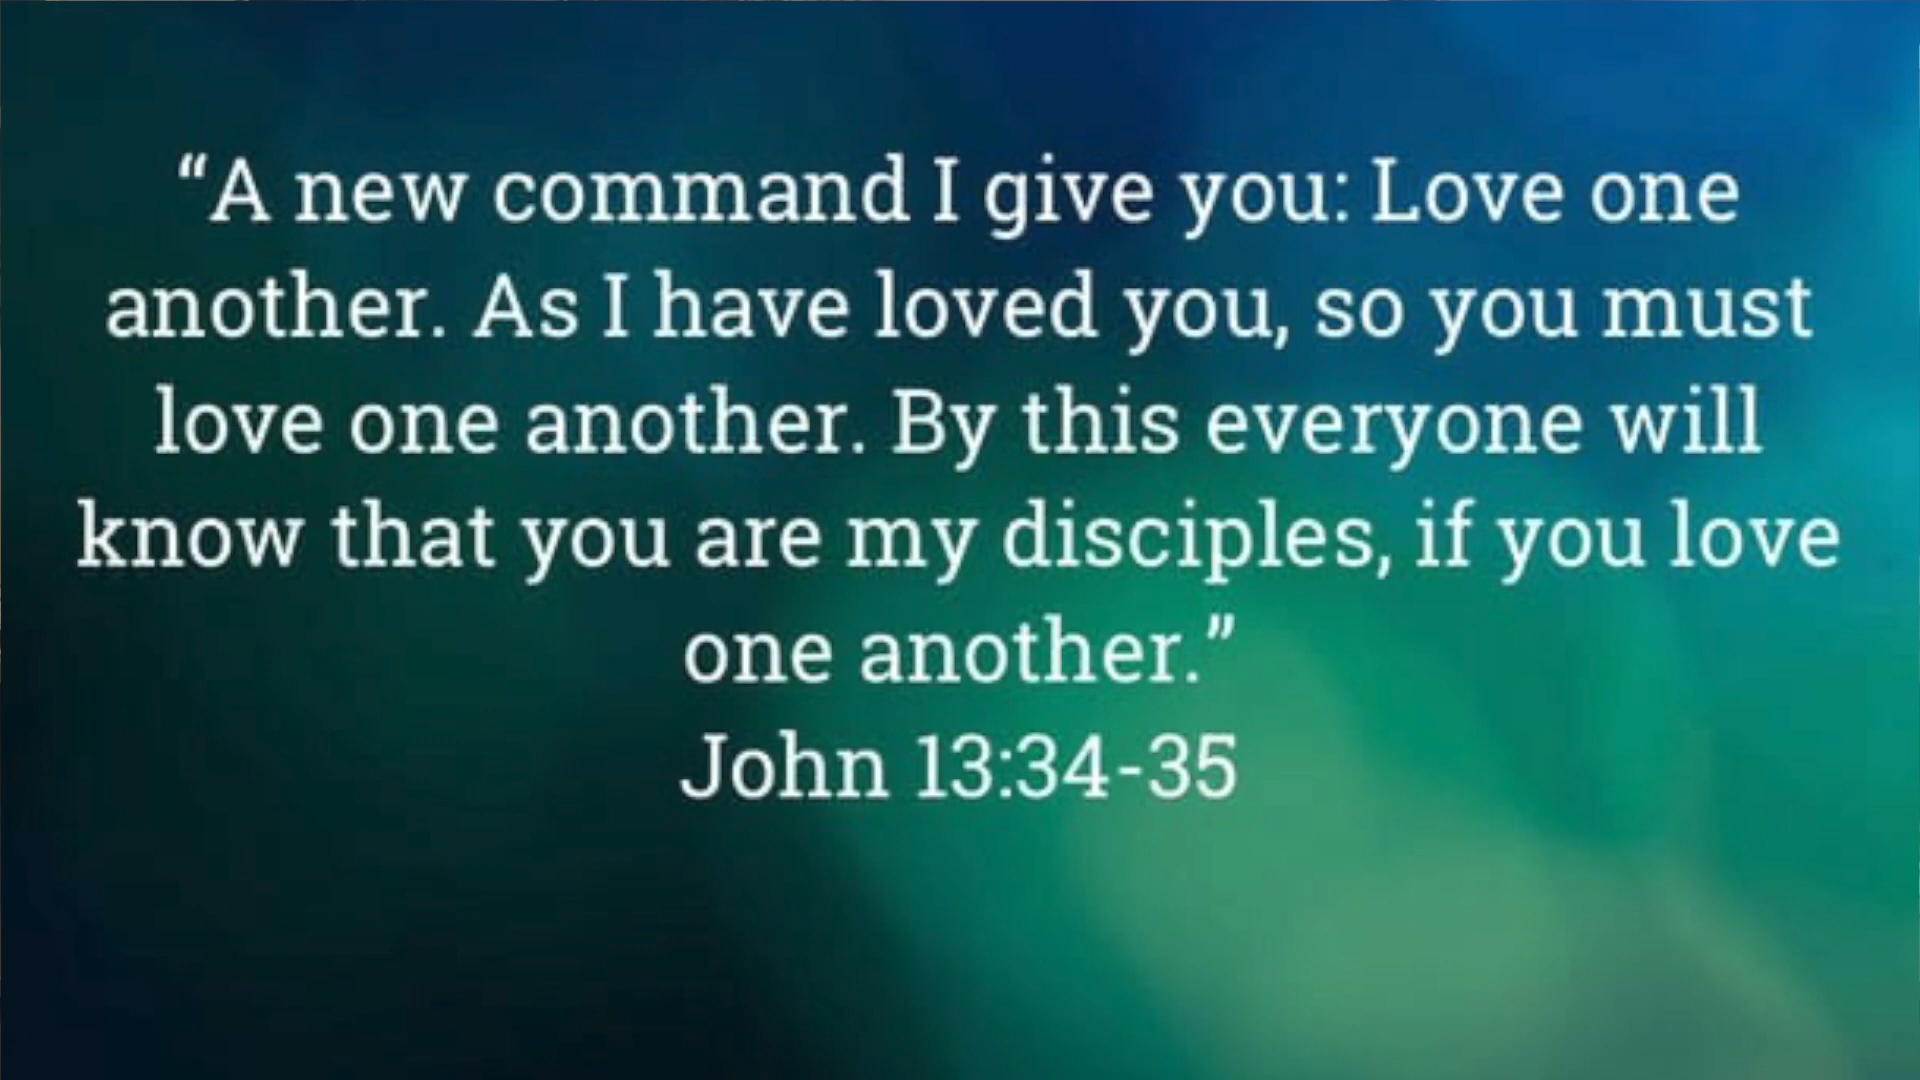 “A new command I give you: Love one
another. As I have loved you, so you must
love one another. By this everyone will
know that you are my disciples, if you love
one another.”
John 13:34-35